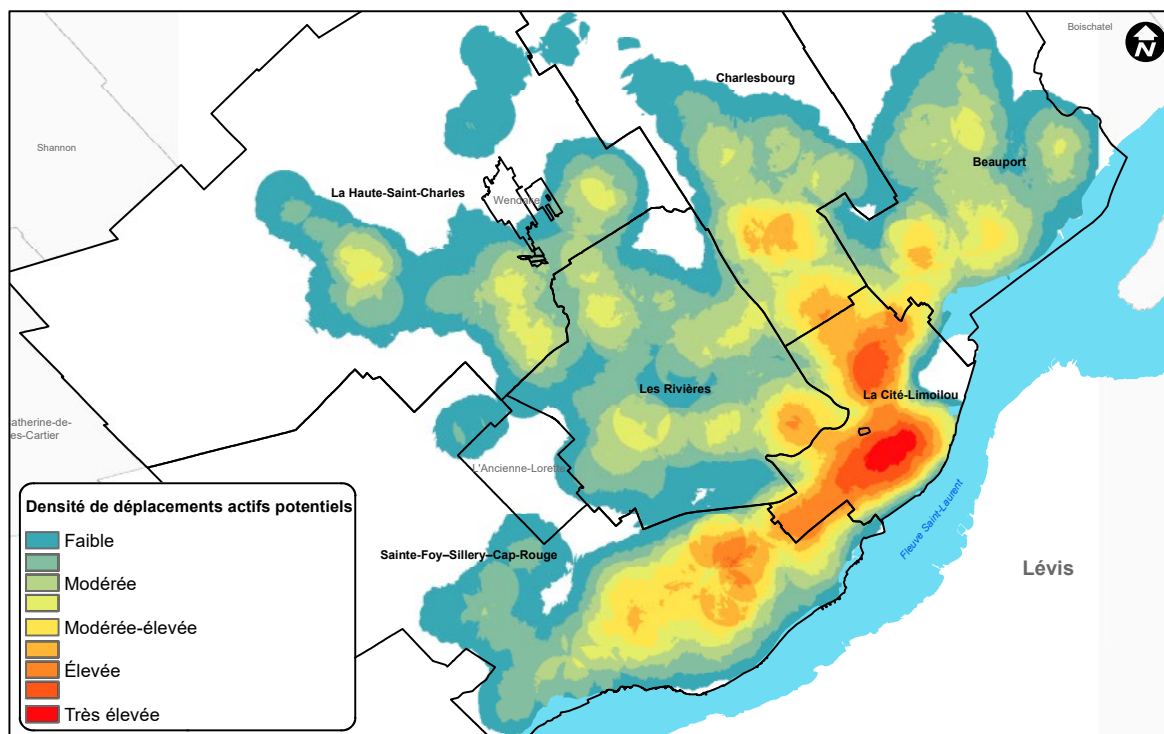 Boischatel
N
Charlesbourg
Shannon
Beauport
La Haute-Saint-Charles
Wendake
Les Rivières
La Cité-Limoilou
atherine-de-
es-Cartier
L'Ancienne-Lorette
Densité de déplacements actifs potentiels
Faible
Modérée
Modérée-élevée
Élevée
Très élevée
Sainte-Foy–Sillery–Cap-Rouge
Fleuve Saint-Laurent
Lévis